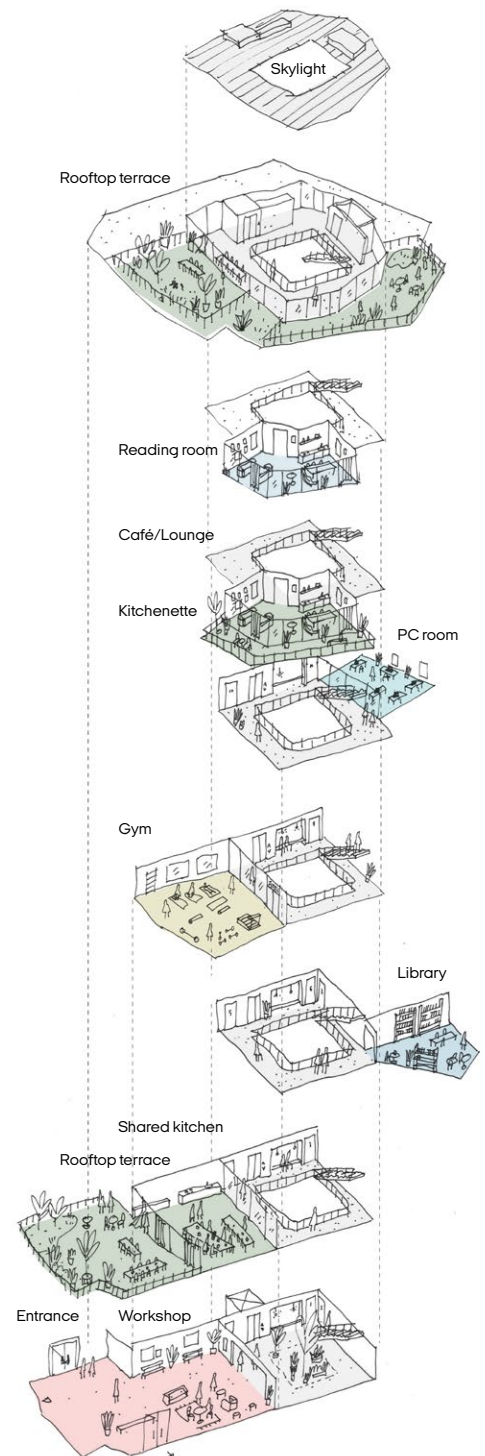 Skylight
Rooftop terrace
Reading room
Café/Lounge
Kitchenette
PC room
Gym
Library
Shared kitchen
Rooftop terrace
Entrance
Workshop